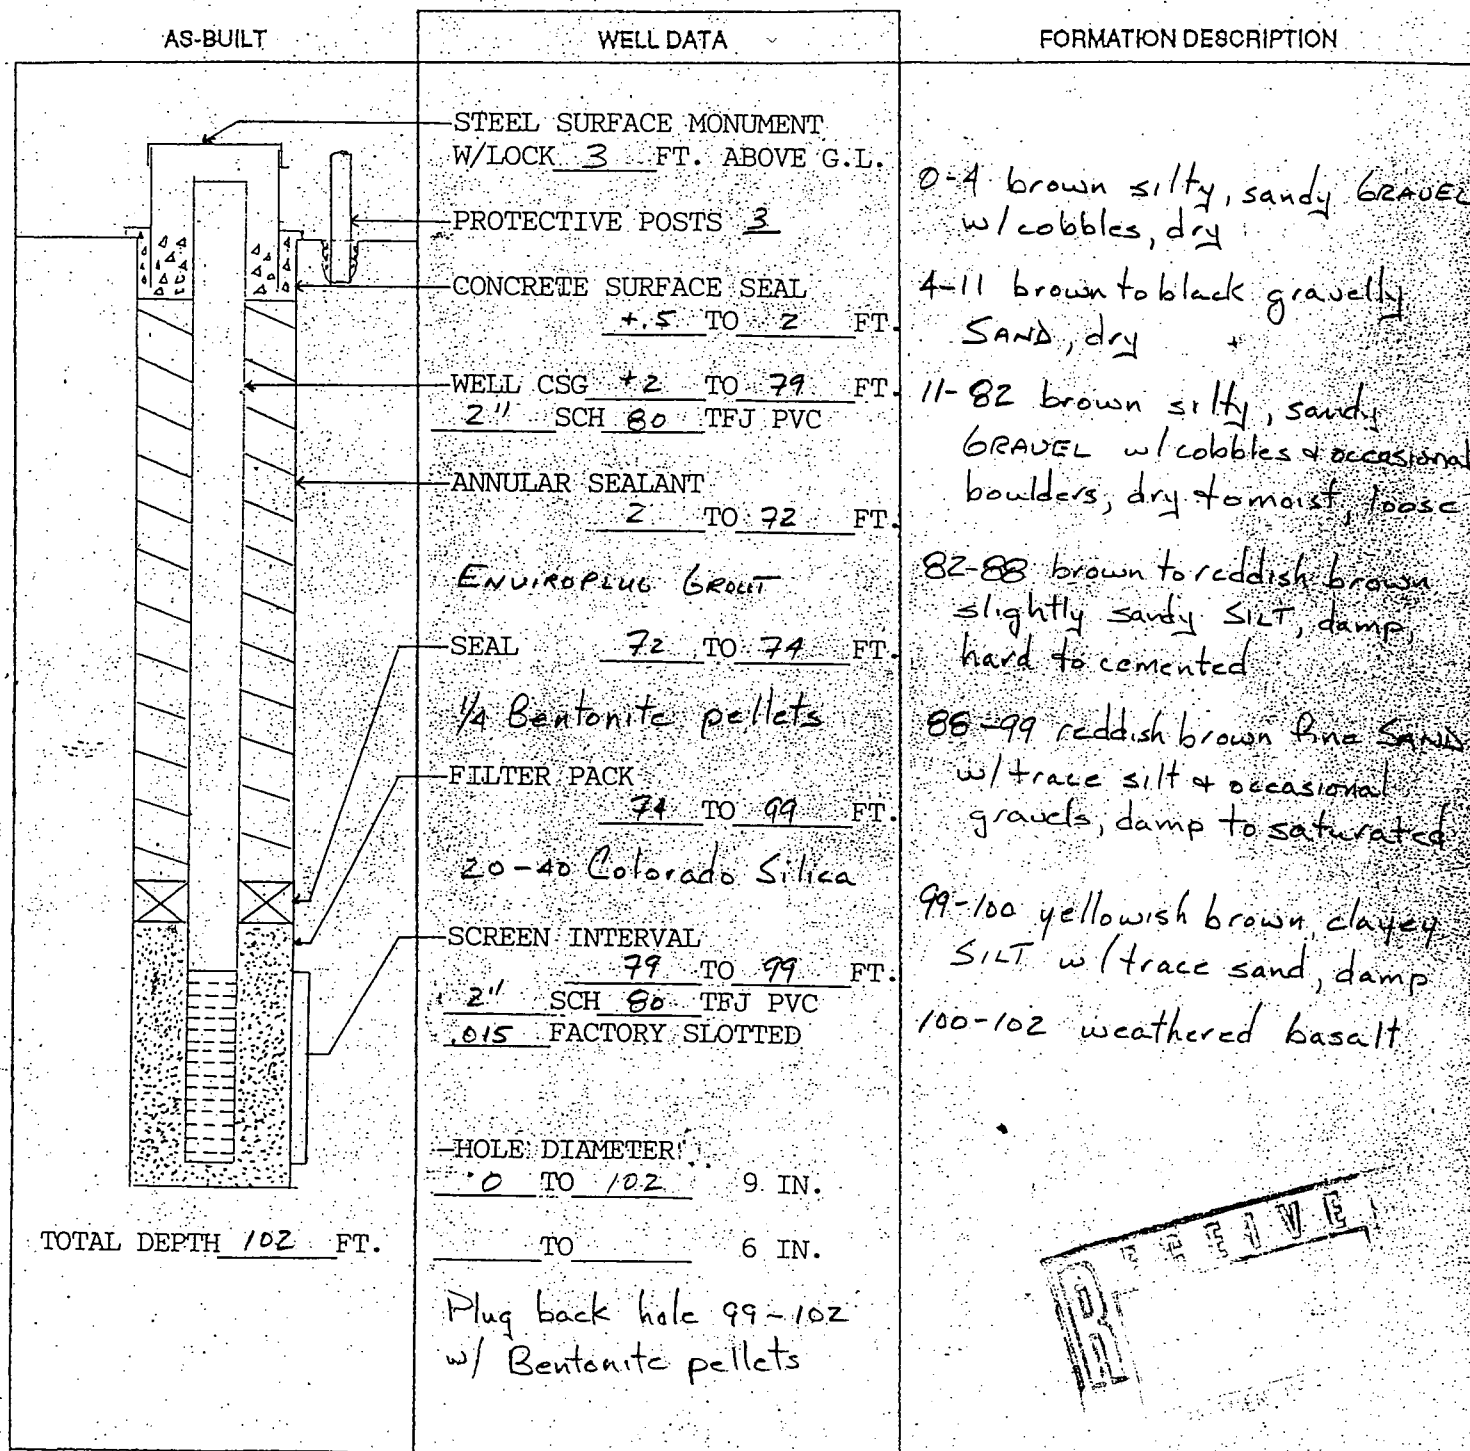 AS-BUILT
WELL DATA
FORMATION DESCRIPTION
STEEL SURFACE MONUMENT
W/LOCK 3 FT. ABOVE G.L.
PROTECTIVE POSTS 3
CONCRETE SURFACE SEAL
+.5 TO 2 FT.
WELL CSG +2 TO 79 FT.
2" SCH 80 TFJ PVC
ANNULAR SEALANT
2 TO 72 FT.
ENVIROPLUG GROUT
SEAL 72 TO 74 FT.
1/4 Bentonite pellets
FILTER PACK
74 TO 99 FT.
20-40 Colorado Silica
SCREEN INTERVAL
79 TO 99 FT.
2" SCH 80 TFJ PVC
.015 FACTORY SLOTTED
HOLE DIAMETER
0 TO 102 9 IN.
TO 6 IN.
Plug back hole 99-102
w/ Bentonite pellets
TOTAL DEPTH 102 FT.
0-4 brown silty, sandy GRAVEL
w/cobbles, dry
4-11 brown to black gravelly
SAND, dry
11-82 brown silty, sandy
GRAVEL w/cobbles & occasional
boulders, dry to moist, loose
82-88 brown to reddish brown
slightly sandy SILT, damp,
hard to cemented
88-99 reddish brown fine SAND
w/trace silt & occasional
gravels, damp to saturated
99-100 yellowish brown, clayey
SILT w/trace sand, damp
100-102 weathered basalt